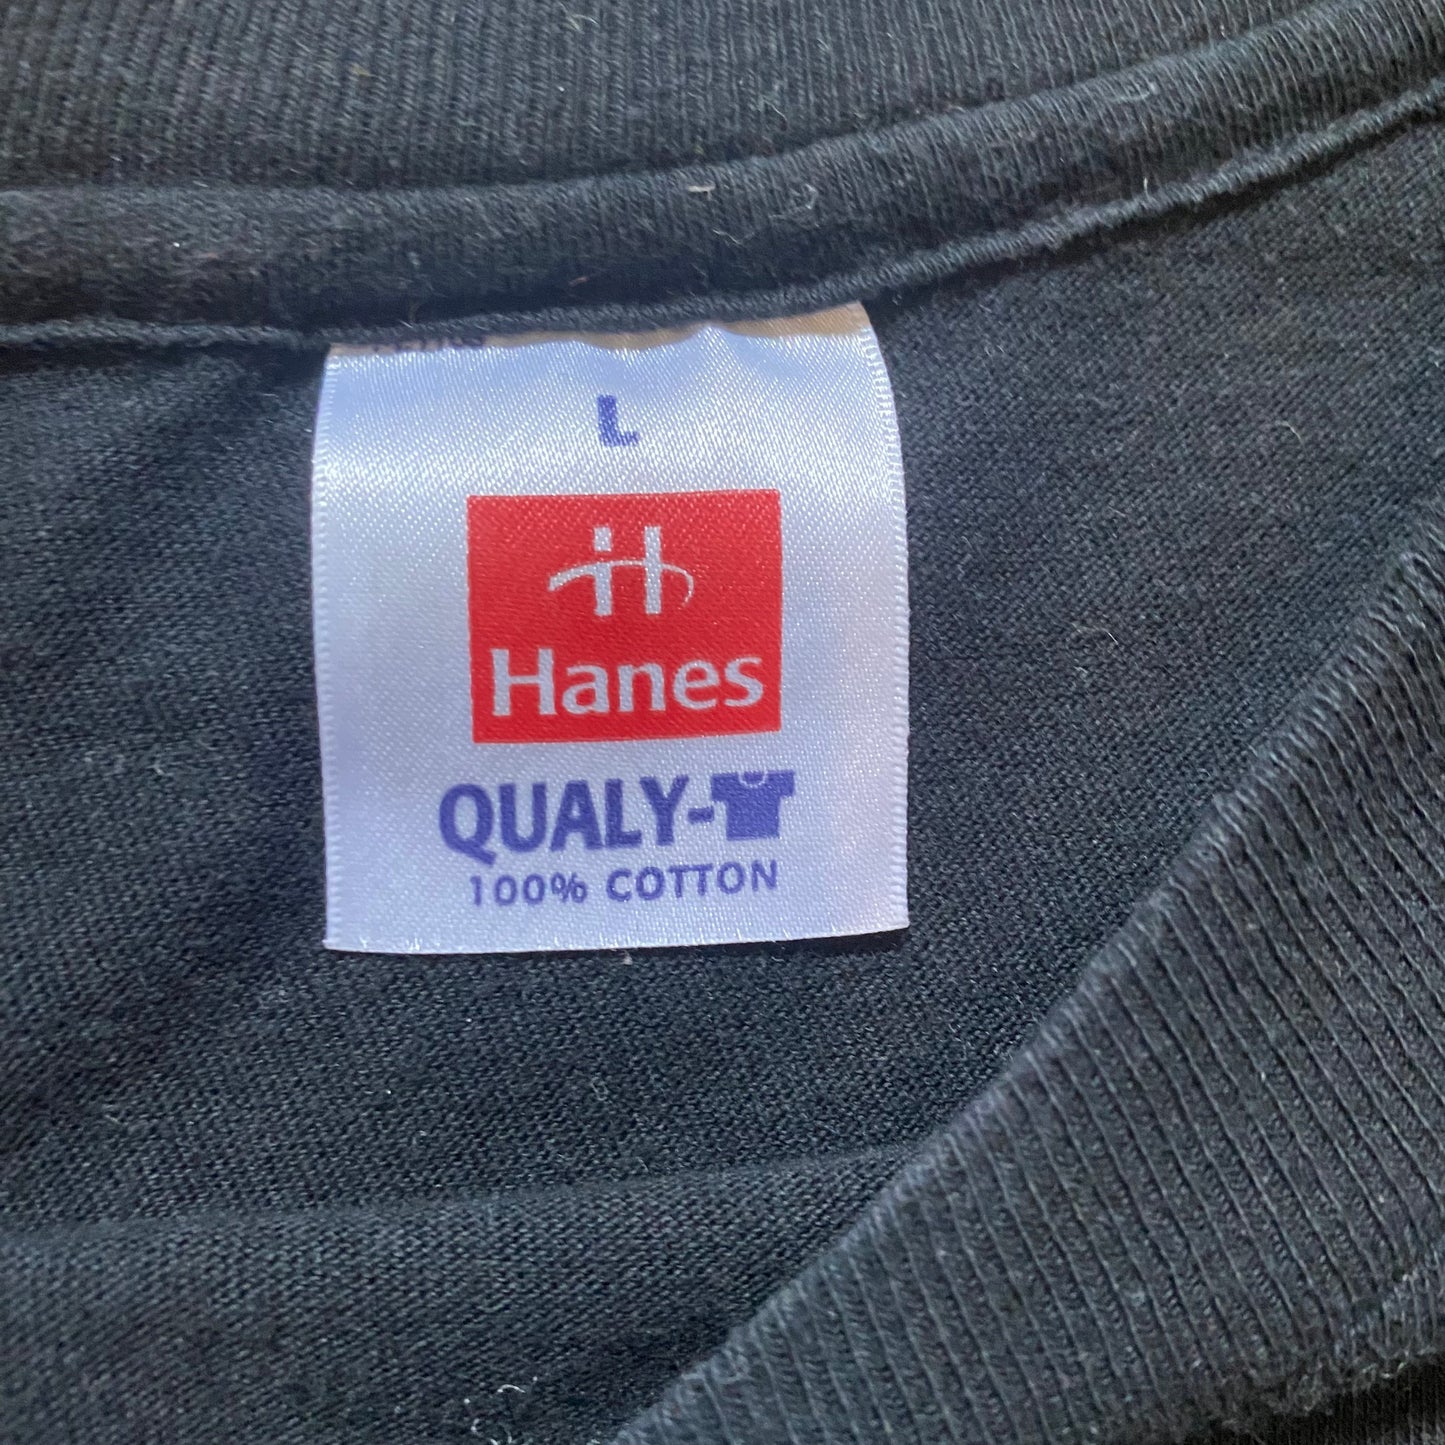 L
H
Hanes
QUALY-T
100% COTTON